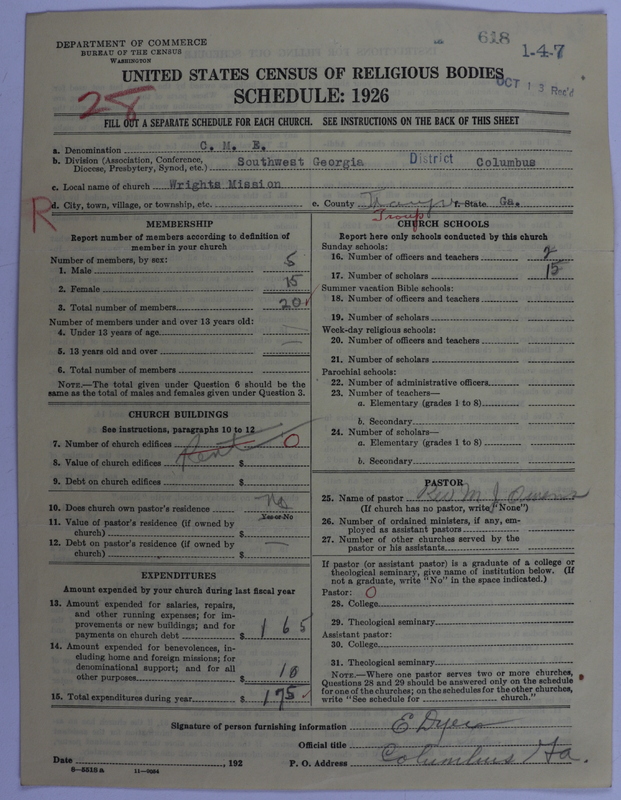 618
1-4-7
DEPARTMENT OF COMMERCE
BUREAU OF THE CENSUS
WASHINGTON
UNITED STATES CENSUS OF RELIGIOUS BODIES
OCT 13 Rec'd
SCHEDULE: 1926
28
FILL OUT A SEPARATE SCHEDULE FOR EACH CHURCH. SEE INSTRUCTIONS ON THE BACK OF THIS SHEET
a. Denomination C. M. E.
b. Division (Association, Conference, Diocese, Presbytery, Synod, etc.) Southwest Georgia District Columbus
c. Local name of church Wrights Mission
R d. City, town, village, or township, etc. e. County Troup f. State Ga.
MEMBERSHIP
Report number of members according to definition of
member in your church
Number of members, by sex:
1. Male 5
2. Female 15
3. Total number of members 20 ✓
Number of members under and over 13 years old:
4. Under 13 years of age —
5. 13 years old and over —
6. Total number of members
NOTE.—The total given under Question 6 should be the
same as the total of males and females given under Question 3.
CHURCH BUILDINGS
See instructions, paragraphs 10 to 12
7. Number of church edifices Rent 0
8. Value of church edifices $
9. Debt on church edifices $
10. Does church own pastor's residence No
Yes or No
11. Value of pastor's residence (if owned by
church) $
12. Debt on pastor's residence (if owned by
church) $ —
EXPENDITURES
Amount expended by your church during last fiscal year
13. Amount expended for salaries, repairs,
and other running expenses; for im-
provements or new buildings; and for
payments on church debt $ 165
14. Amount expended for benevolences, in-
cluding home and foreign missions; for
denominational support; and for all
other purposes $ 10
15. Total expenditures during year $ 175 ✓
CHURCH SCHOOLS
Report here only schools conducted by this church
Sunday schools:
16. Number of officers and teachers 2
17. Number of scholars 15
Summer vacation Bible schools:
18. Number of officers and teachers
19. Number of scholars
Week-day religious schools:
20. Number of officers and teachers
21. Number of scholars
Parochial schools:
22. Number of administrative officers
23. Number of teachers—
a. Elementary (grades 1 to 8)
b. Secondary
24. Number of scholars—
a. Elementary (grades 1 to 8)
b. Secondary
PASTOR
25. Name of pastor Rev M J Owens
(If church has no pastor, write "None")
26. Number of ordained ministers, if any, em-
ployed as assistant pastors
27. Number of other churches served by the
pastor or his assistants
If pastor (or assistant pastor) is a graduate of a college or
theological seminary, give name of institution below. (If
not a graduate, write "No" in the space indicated.)
Pastor: 0
28. College
29. Theological seminary
Assistant pastor:
30. College
31. Theological seminary
NOTE.—Where one pastor serves two or more churches,
Questions 28 and 29 should be answered only on the schedule
for one of the churches; on the schedules for the other churches,
write "See schedule for church."
Signature of person furnishing information E Dyer
Official title
Date , 192 P. O. Address Columbus Ga.
8—5518a 11—9094